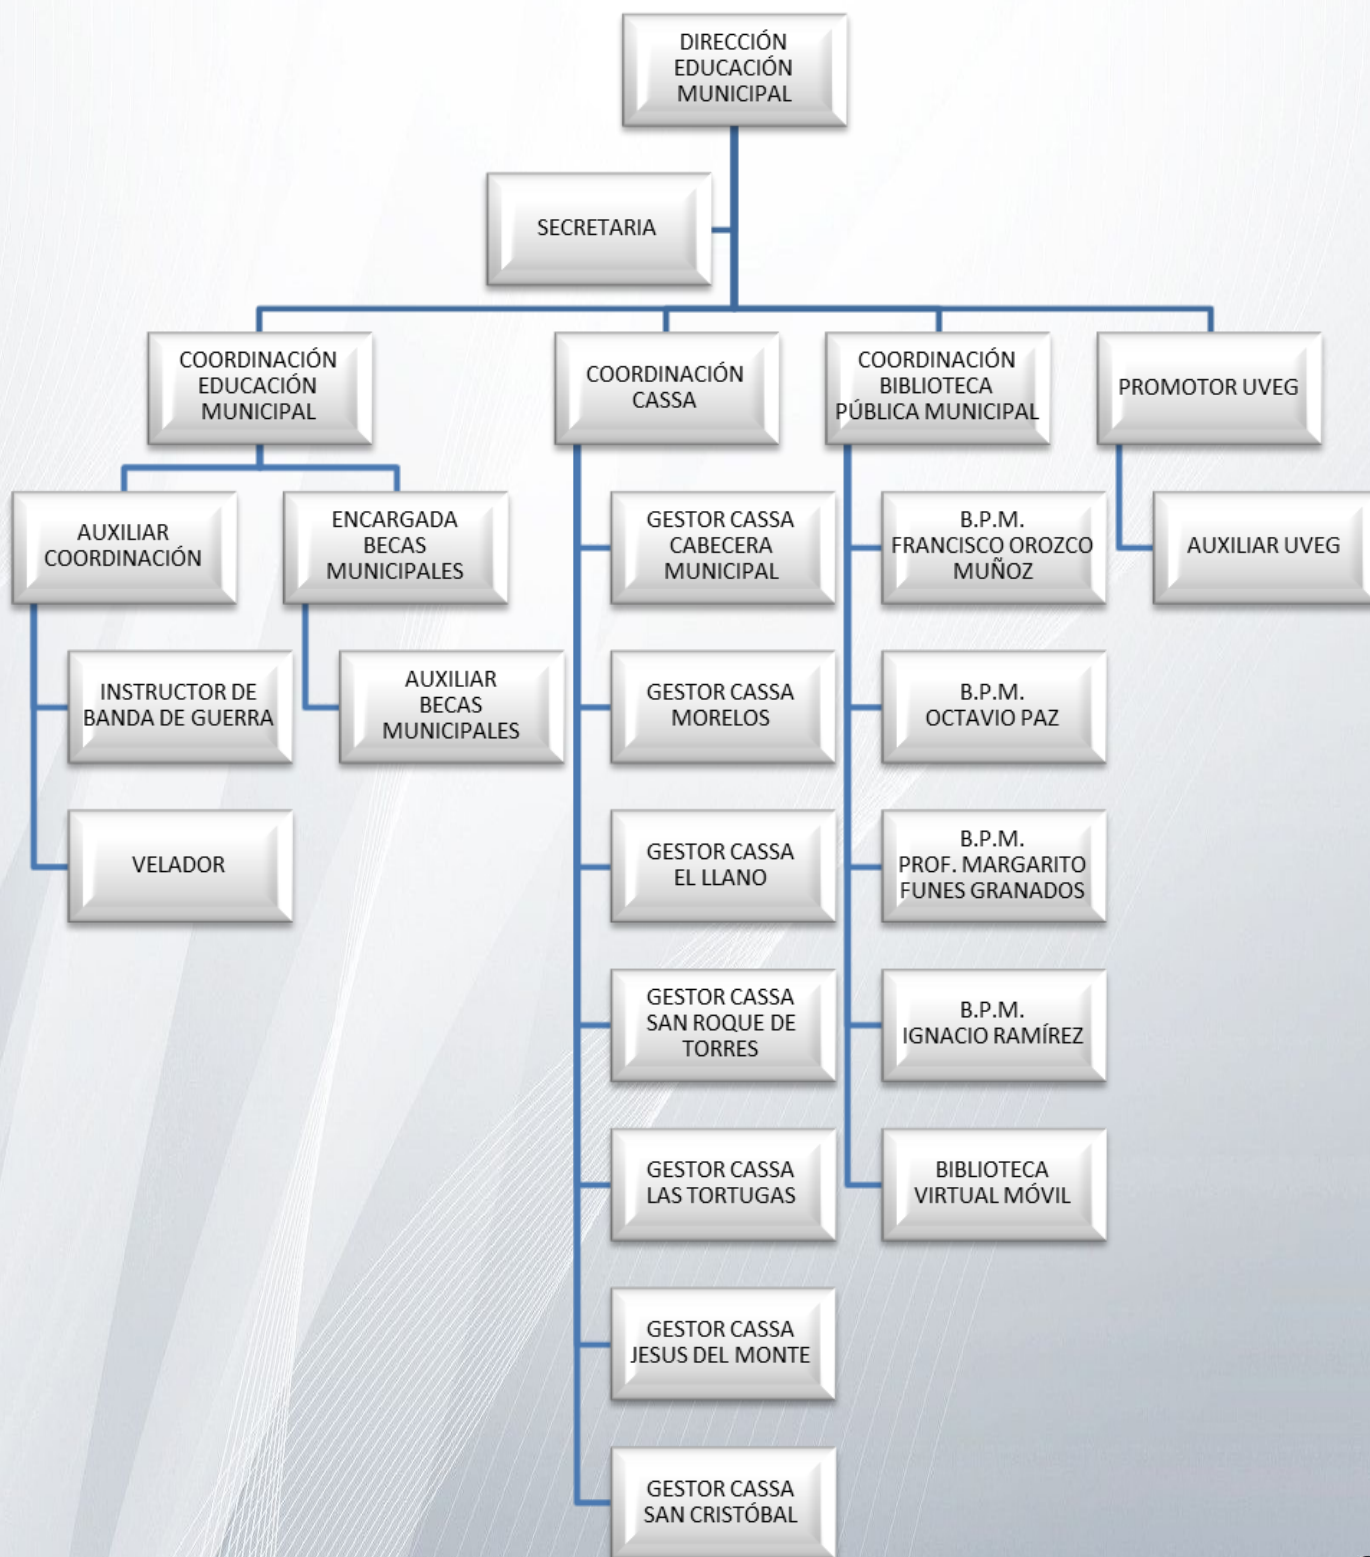 DIRECCIÓN
EDUCACIÓN
MUNICIPAL
SECRETARIA
COORDINACIÓN
EDUCACIÓN
MUNICIPAL
COORDINACIÓN
CASSA
COORDINACIÓN
BIBLIOTECA
PÚBLICA MUNICIPAL
PROMOTOR UVEG
AUXILIAR
COORDINACIÓN
ENCARGADA
BECAS
MUNICIPALES
GESTOR CASSA
CABECERA
MUNICIPAL
B.P.M.
FRANCISCO OROZCO
MUÑOZ
AUXILIAR UVEG
INSTRUCTOR DE
BANDA DE GUERRA
AUXILIAR
BECAS
MUNICIPALES
GESTOR CASSA
MORELOS
B.P.M.
OCTAVIO PAZ
VELADOR
GESTOR CASSA
EL LLANO
B.P.M.
PROF. MARGARITO
FUNES GRANADOS
GESTOR CASSA
SAN ROQUE DE
TORRES
B.P.M.
IGNACIO RAMÍREZ
GESTOR CASSA
LAS TORTUGAS
BIBLIOTECA
VIRTUAL MÓVIL
GESTOR CASSA
JESUS DEL MONTE
GESTOR CASSA
SAN CRISTÓBAL